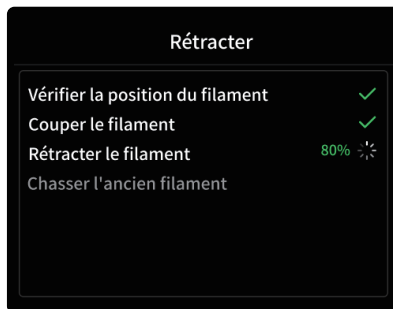 Rétracter
Vérifier la position du filament
Couper le filament
Rétracter le filament 80%
Chasser l'ancien filament